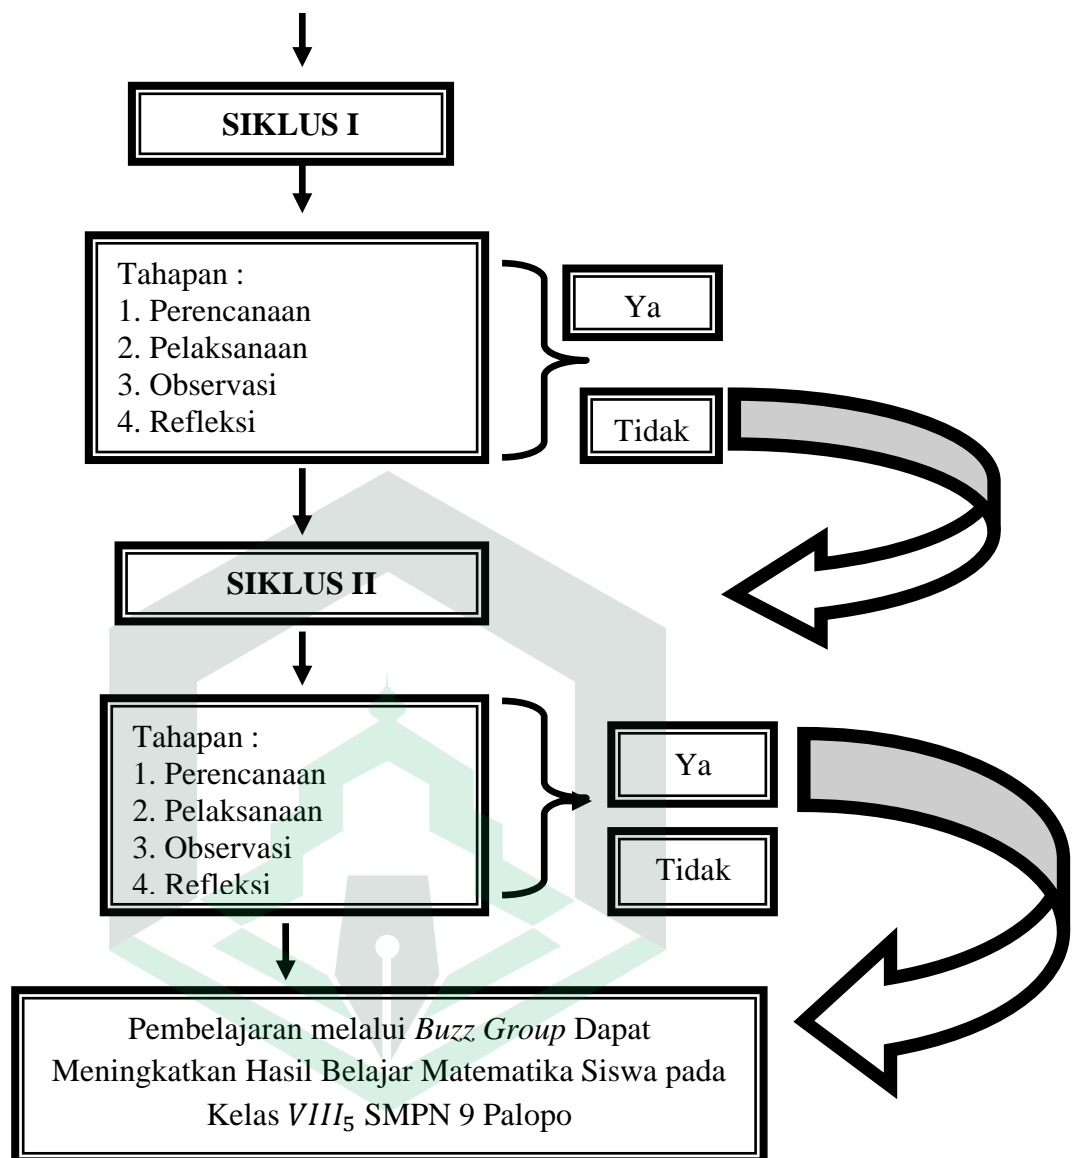 SIKLUS I
Tahapan :
1. Perencanaan
2. Pelaksanaan
3. Observasi
4. Refleksi
Ya
Tidak
SIKLUS II
Tahapan :
1. Perencanaan
2. Pelaksanaan
3. Observasi
4. Refleksi
Ya
Tidak
Pembelajaran melalui Buzz Group Dapat
Meningkatkan Hasil Belajar Matematika Siswa pada
Kelas VIII₅ SMPN 9 Palopo